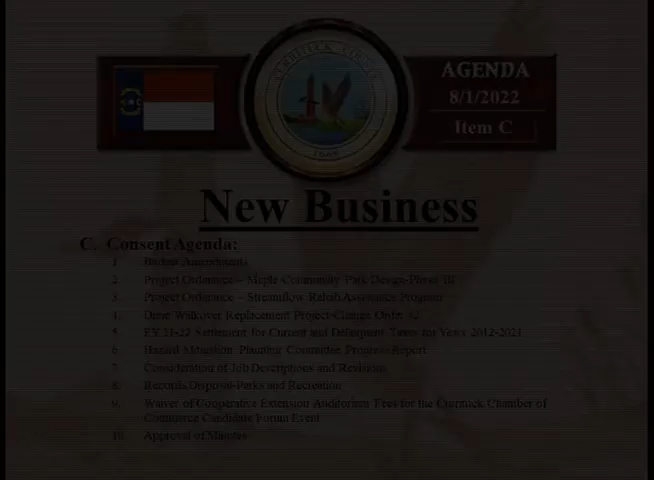 CURRITUCK COUNTY
AGENDA
8/1/2022
Item C
New Business
C. Consent Agenda:
1. Budget Amendments
2. Project Ordinance – Maple Community Park Design-Phase III
3. Project Ordinance – Streamflow Rehab Assistance Program
4. Dune Walkover Replacement Project-Change Order #2
5. FY 21-22 Settlement for Current and Delinquent Taxes for Years 2012-2021
6. Hazard Mitigation Planning Committee Progress Report
7. Consideration of Job Descriptions and Revisions
8. Records Disposal-Parks and Recreation
9. Waiver of Cooperative Extension Auditorium Fees for the Currituck Chamber of
Commerce Candidate Forum Event
10. Approval of Minutes